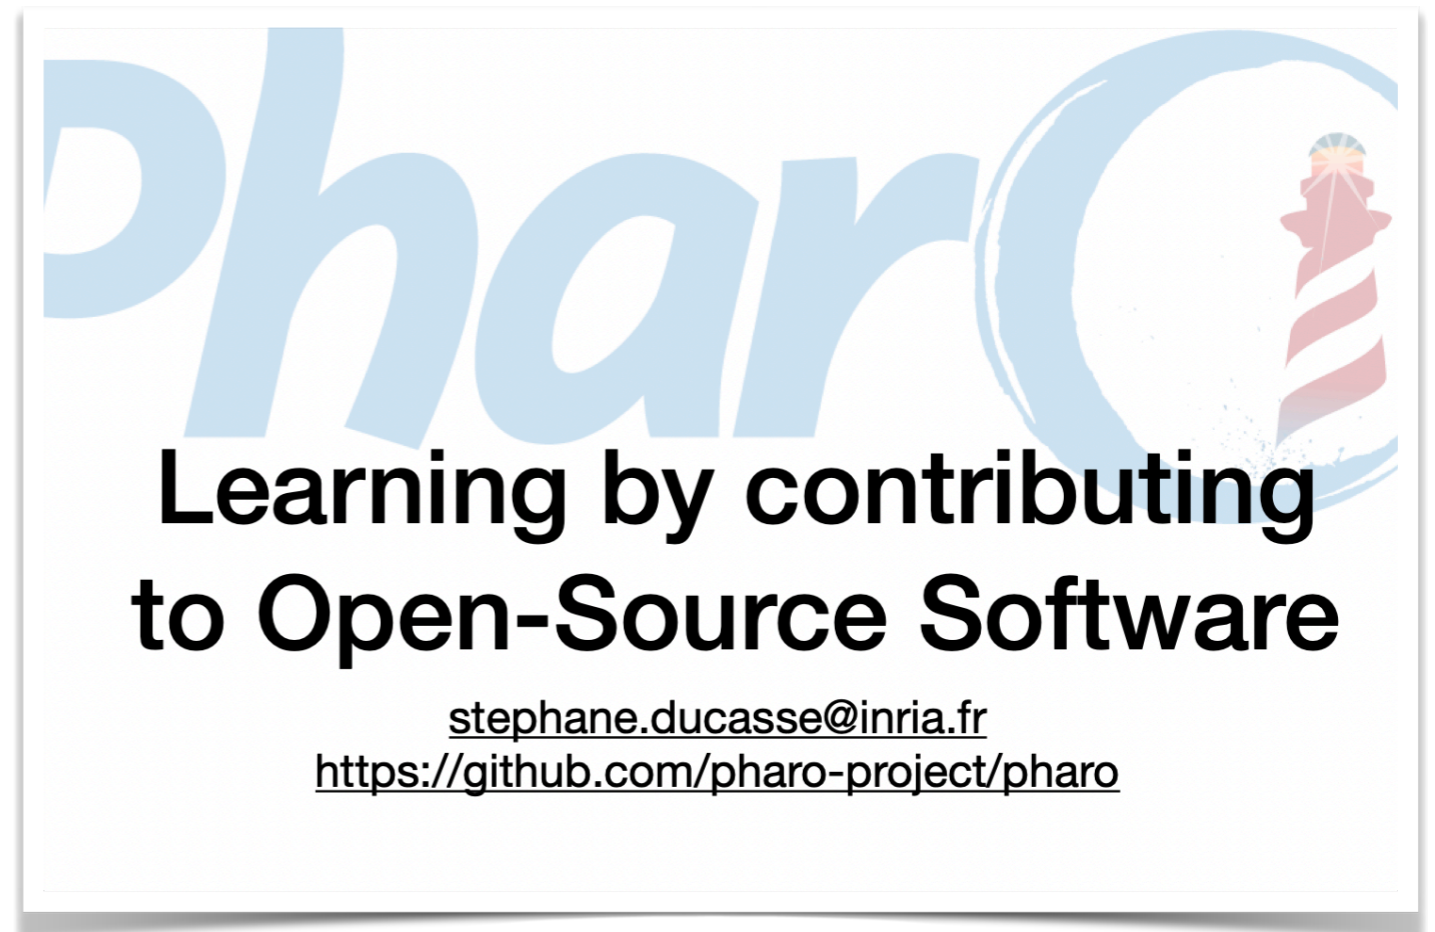 Pharo
Learning by contributing
to Open-Source Software
stephane.ducasse@inria.fr
https://github.com/pharo-project/pharo